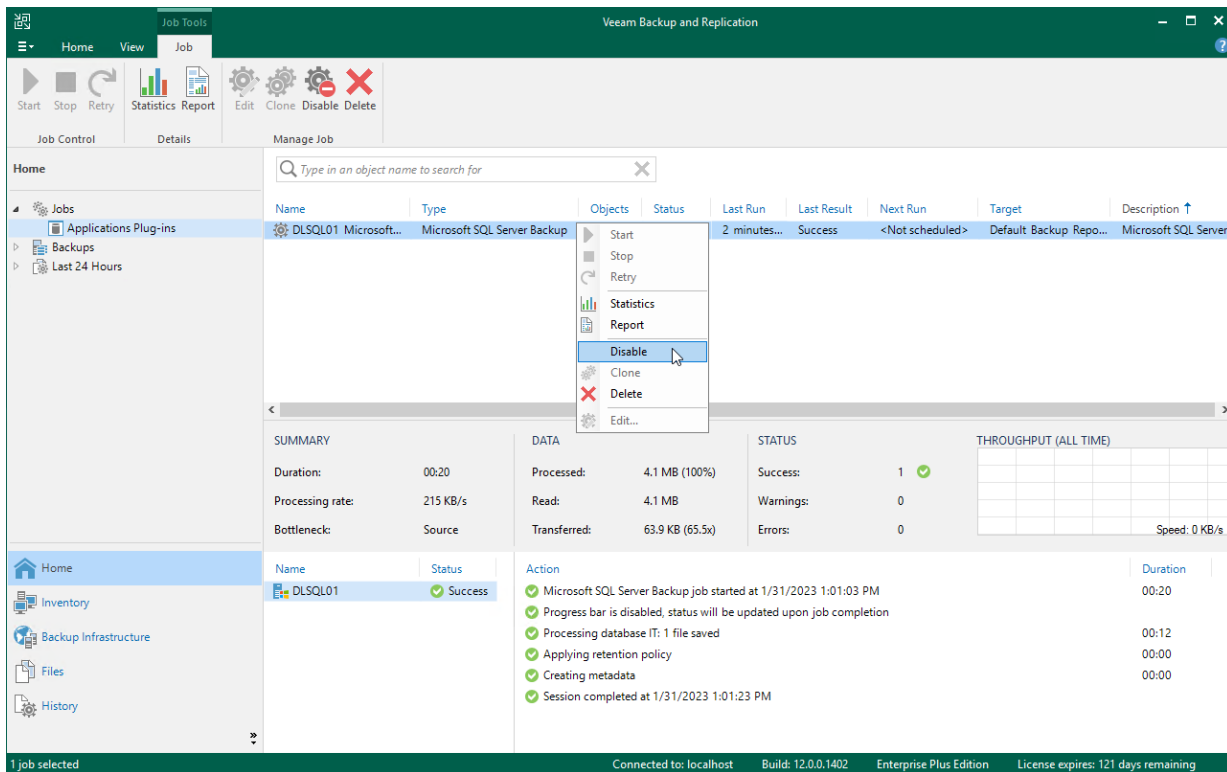 Job Tools
Veeam Backup and Replication
Home View Job
Start Stop Retry Statistics Report Edit Clone Disable Delete
Job Control Details Manage Job
Home
Type in an object name to search for
Jobs
Applications Plug-ins
Backups
Last 24 Hours
Name Type Objects Status Last Run Last Result Next Run Target Description
DLSQL01 Microsoft... Microsoft SQL Server Backup 2 minutes... Success <Not scheduled> Default Backup Repo... Microsoft SQL Server
Start
Stop
Retry
Statistics
Report
Disable
Clone
Delete
Edit...
SUMMARY DATA STATUS THROUGHPUT (ALL TIME)
Duration: 00:20 Processed: 4.1 MB (100%) Success: 1
Processing rate: 215 KB/s Read: 4.1 MB Warnings: 0
Bottleneck: Source Transferred: 63.9 KB (65.5x) Errors: 0 Speed: 0 KB/s
Home
Inventory
Backup Infrastructure
Files
History
Name Status Action Duration
DLSQL01 Success Microsoft SQL Server Backup job started at 1/31/2023 1:01:03 PM 00:20
Progress bar is disabled, status will be updated upon job completion
Processing database IT: 1 file saved 00:12
Applying retention policy 00:00
Creating metadata 00:00
Session completed at 1/31/2023 1:01:23 PM
1 job selected Connected to: localhost Build: 12.0.0.1402 Enterprise Plus Edition License expires: 121 days remaining